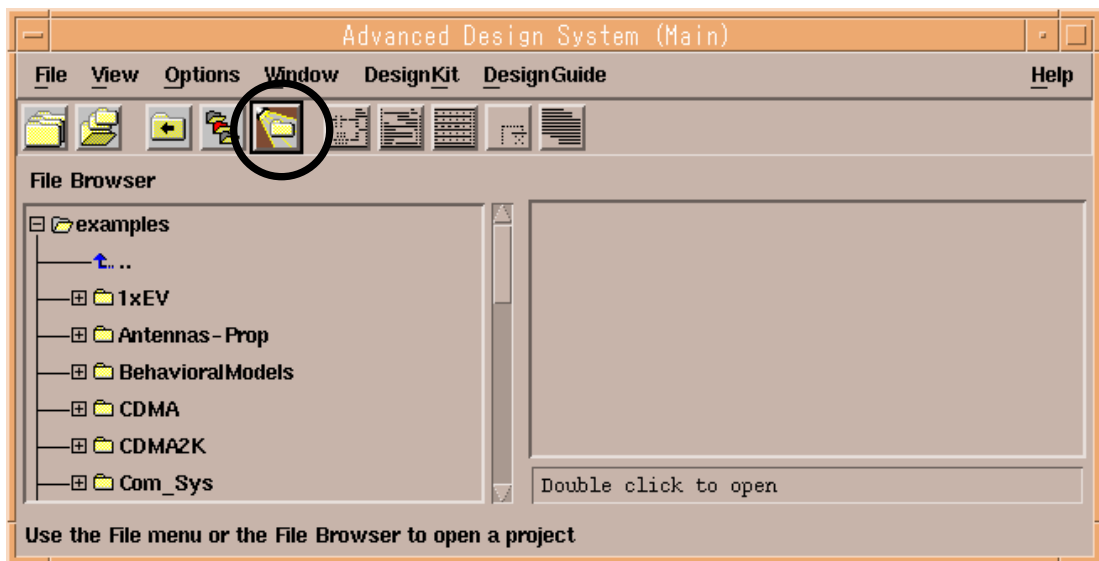 Advanced Design System (Main)
File View Options Window DesignKit DesignGuide Help
File Browser
examples
..
1xEV
Antennas-Prop
BehavioralModels
CDMA
CDMA2K
Com_Sys
Double click to open
Use the File menu or the File Browser to open a project